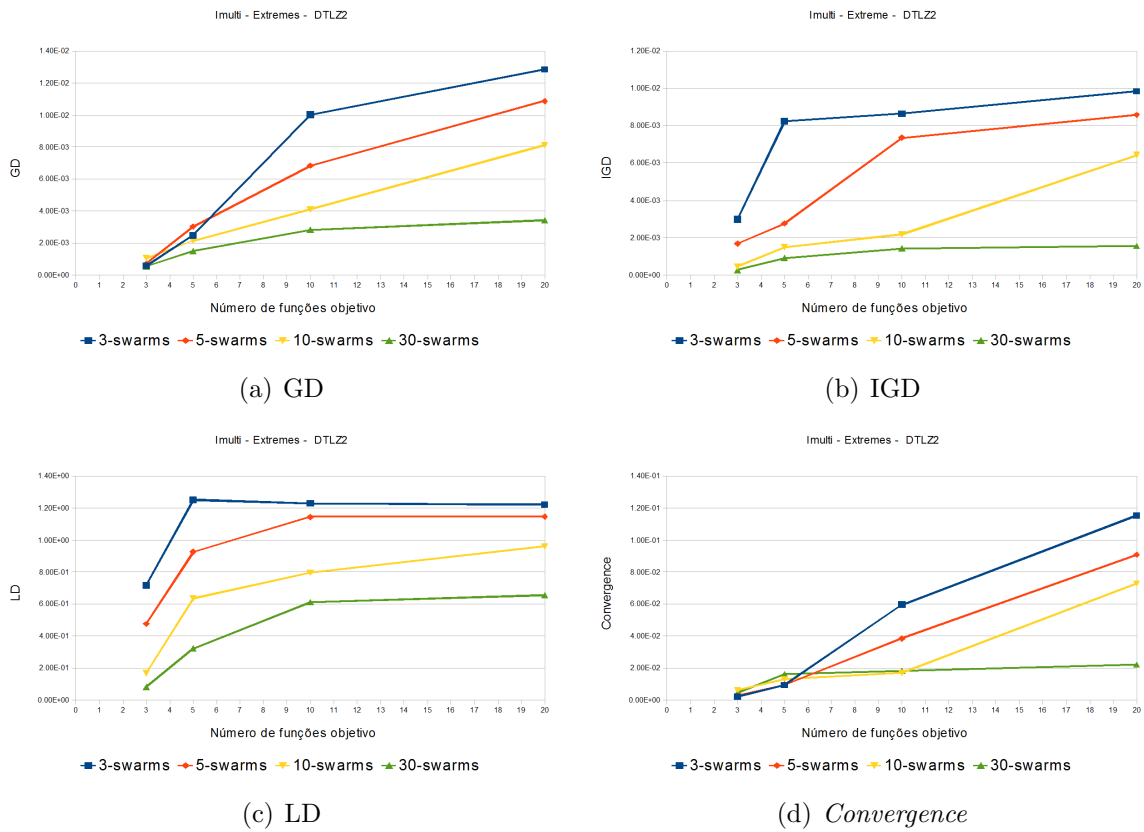 Imulti - Extremes - DTLZ2
1.40E-02
1.20E-02
1.00E-02
8.00E-03
6.00E-03
4.00E-03
2.00E-03
0.00E+00
GD
0 1 2 3 4 5 6 7 8 9 10 11 12 13 14 15 16 17 18 19 20
Número de funções objetivo
3-swarms 5-swarms 10-swarms 30-swarms
(a) GD
Imulti - Extreme - DTLZ2
1.20E-02
1.00E-02
8.00E-03
6.00E-03
4.00E-03
2.00E-03
0.00E+00
IGD
0 1 2 3 4 5 6 7 8 9 10 11 12 13 14 15 16 17 18 19 20
Número de funções objetivo
3-swarms 5-swarms 10-swarms 30-swarms
(b) IGD
Imulti - Extremes - DTLZ2
1.40E+00
1.20E+00
1.00E+00
8.00E-01
6.00E-01
4.00E-01
2.00E-01
0.00E+00
LD
0 1 2 3 4 5 6 7 8 9 10 11 12 13 14 15 16 17 18 19 20
Número de funções objetivo
3-swarms 5-swarms 10-swarms 30-swarms
(c) LD
Imulti - Extremes - DTLZ2
1.40E-01
1.20E-01
1.00E-01
8.00E-02
6.00E-02
4.00E-02
2.00E-02
0.00E+00
Convergence
0 1 2 3 4 5 6 7 8 9 10 11 12 13 14 15 16 17 18 19 20
Número de funções objetivo
3-swarms 5-swarms 10-swarms 30-swarms
(d) Convergence